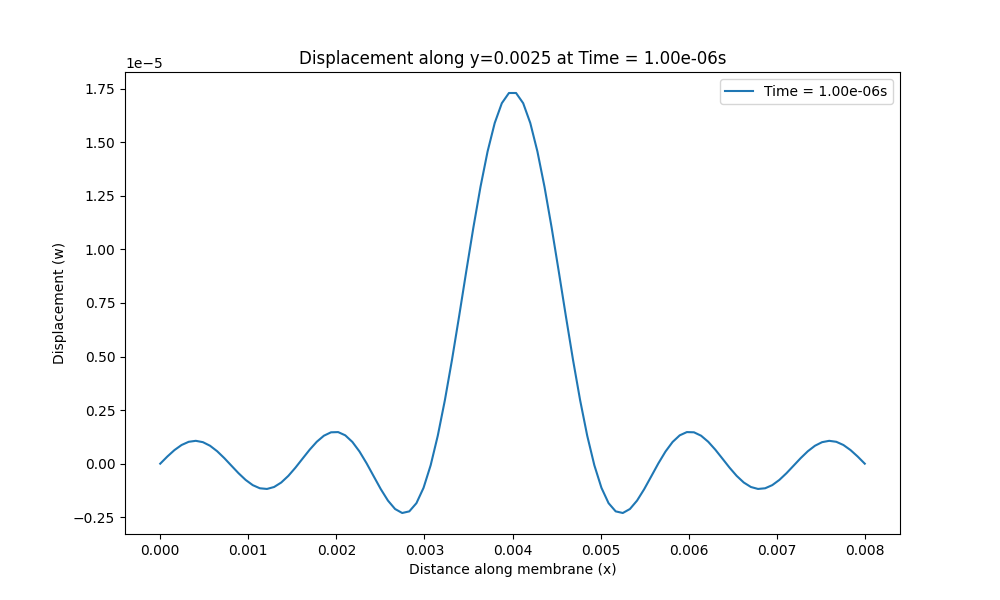 Displacement along y=0.0025 at Time = 1.00e-06s
1e−5
Time = 1.00e-06s
1.75
1.50
1.25
1.00
0.75
0.50
0.25
0.00
−0.25
Displacement (w)
0.000 0.001 0.002 0.003 0.004 0.005 0.006 0.007 0.008
Distance along membrane (x)